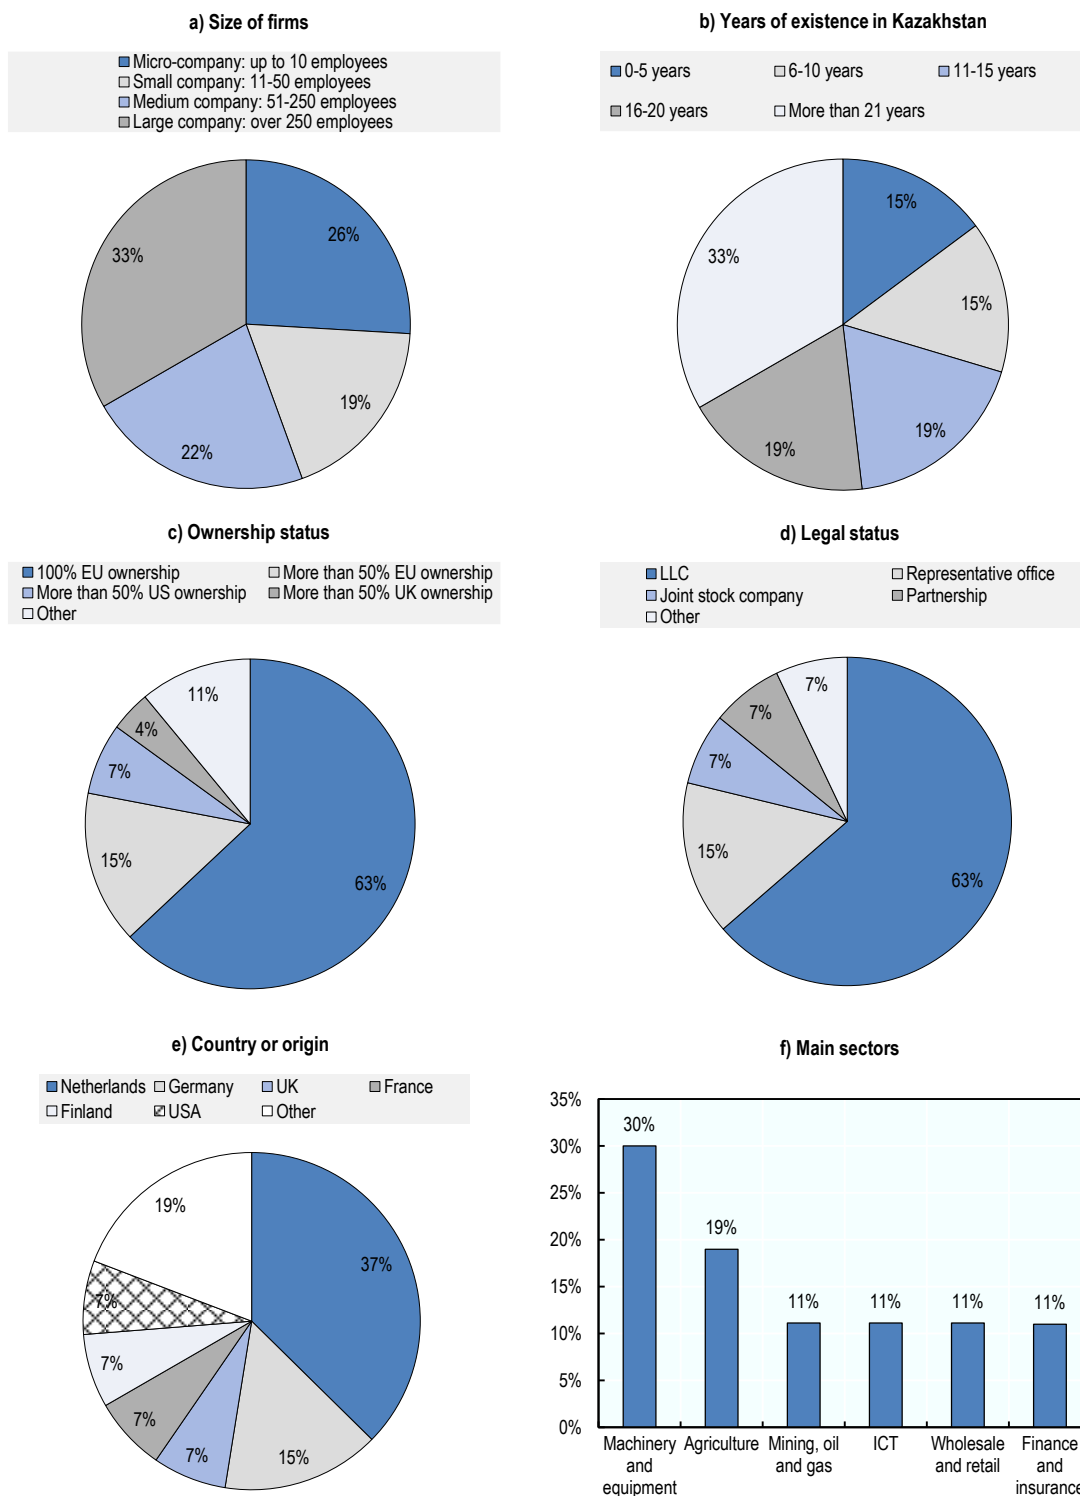 a) Size of firms
Micro-company: up to 10 employees
Small company: 11-50 employees
Medium company: 51-250 employees
Large company: over 250 employees
26%
19%
22%
33%
b) Years of existence in Kazakhstan
0-5 years 6-10 years 11-15 years
16-20 years More than 21 years
15%
15%
19%
19%
33%
c) Ownership status
100% EU ownership More than 50% EU ownership
More than 50% US ownership More than 50% UK ownership
Other
63%
15%
7%
4%
11%
d) Legal status
LLC Representative office
Joint stock company Partnership
Other
63%
15%
7%
7%
7%
e) Country or origin
Netherlands Germany UK France
Finland USA Other
37%
15%
7%
7%
7%
7%
19%
f) Main sectors
35%
30%
25%
20%
15%
10%
5%
0%
30%
19%
11%
11%
11%
11%
Machinery and equipment
Agriculture
Mining, oil and gas
ICT
Wholesale and retail
Finance and insurance